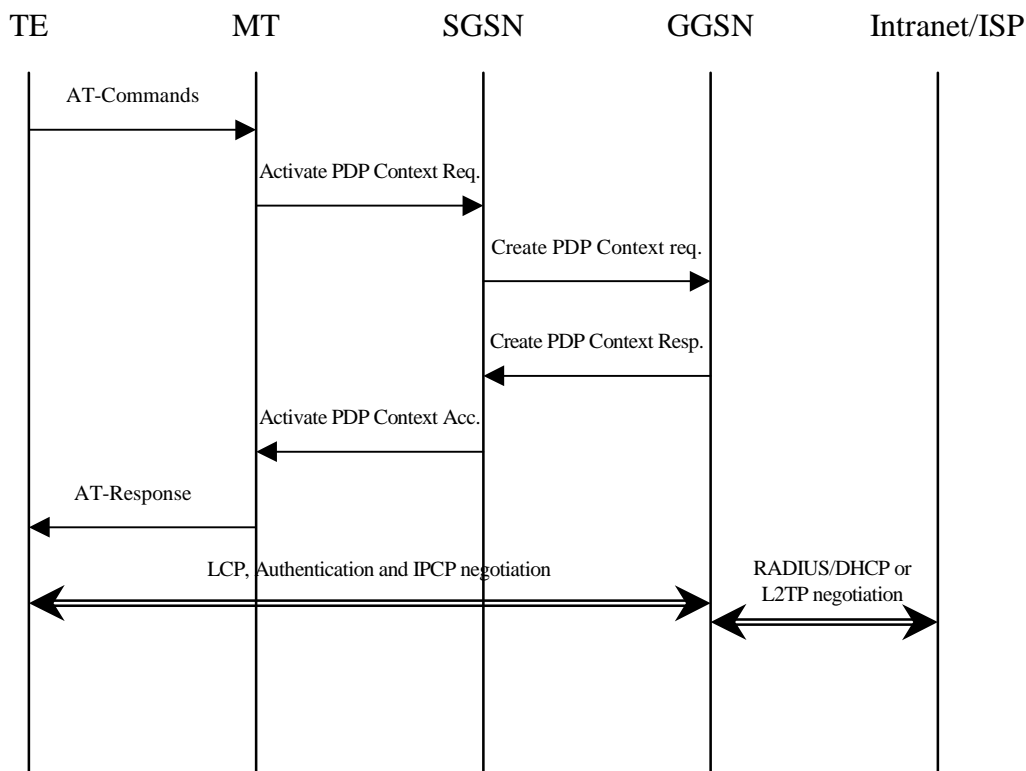 TE
MT
SGSN
GGSN
Intranet/ISP
AT-Commands
Activate PDP Context Req.
Create PDP Context req.
Create PDP Context Resp.
Activate PDP Context Acc.
AT-Response
LCP, Authentication and IPCP negotiation
RADIUS/DHCP or
L2TP negotiation